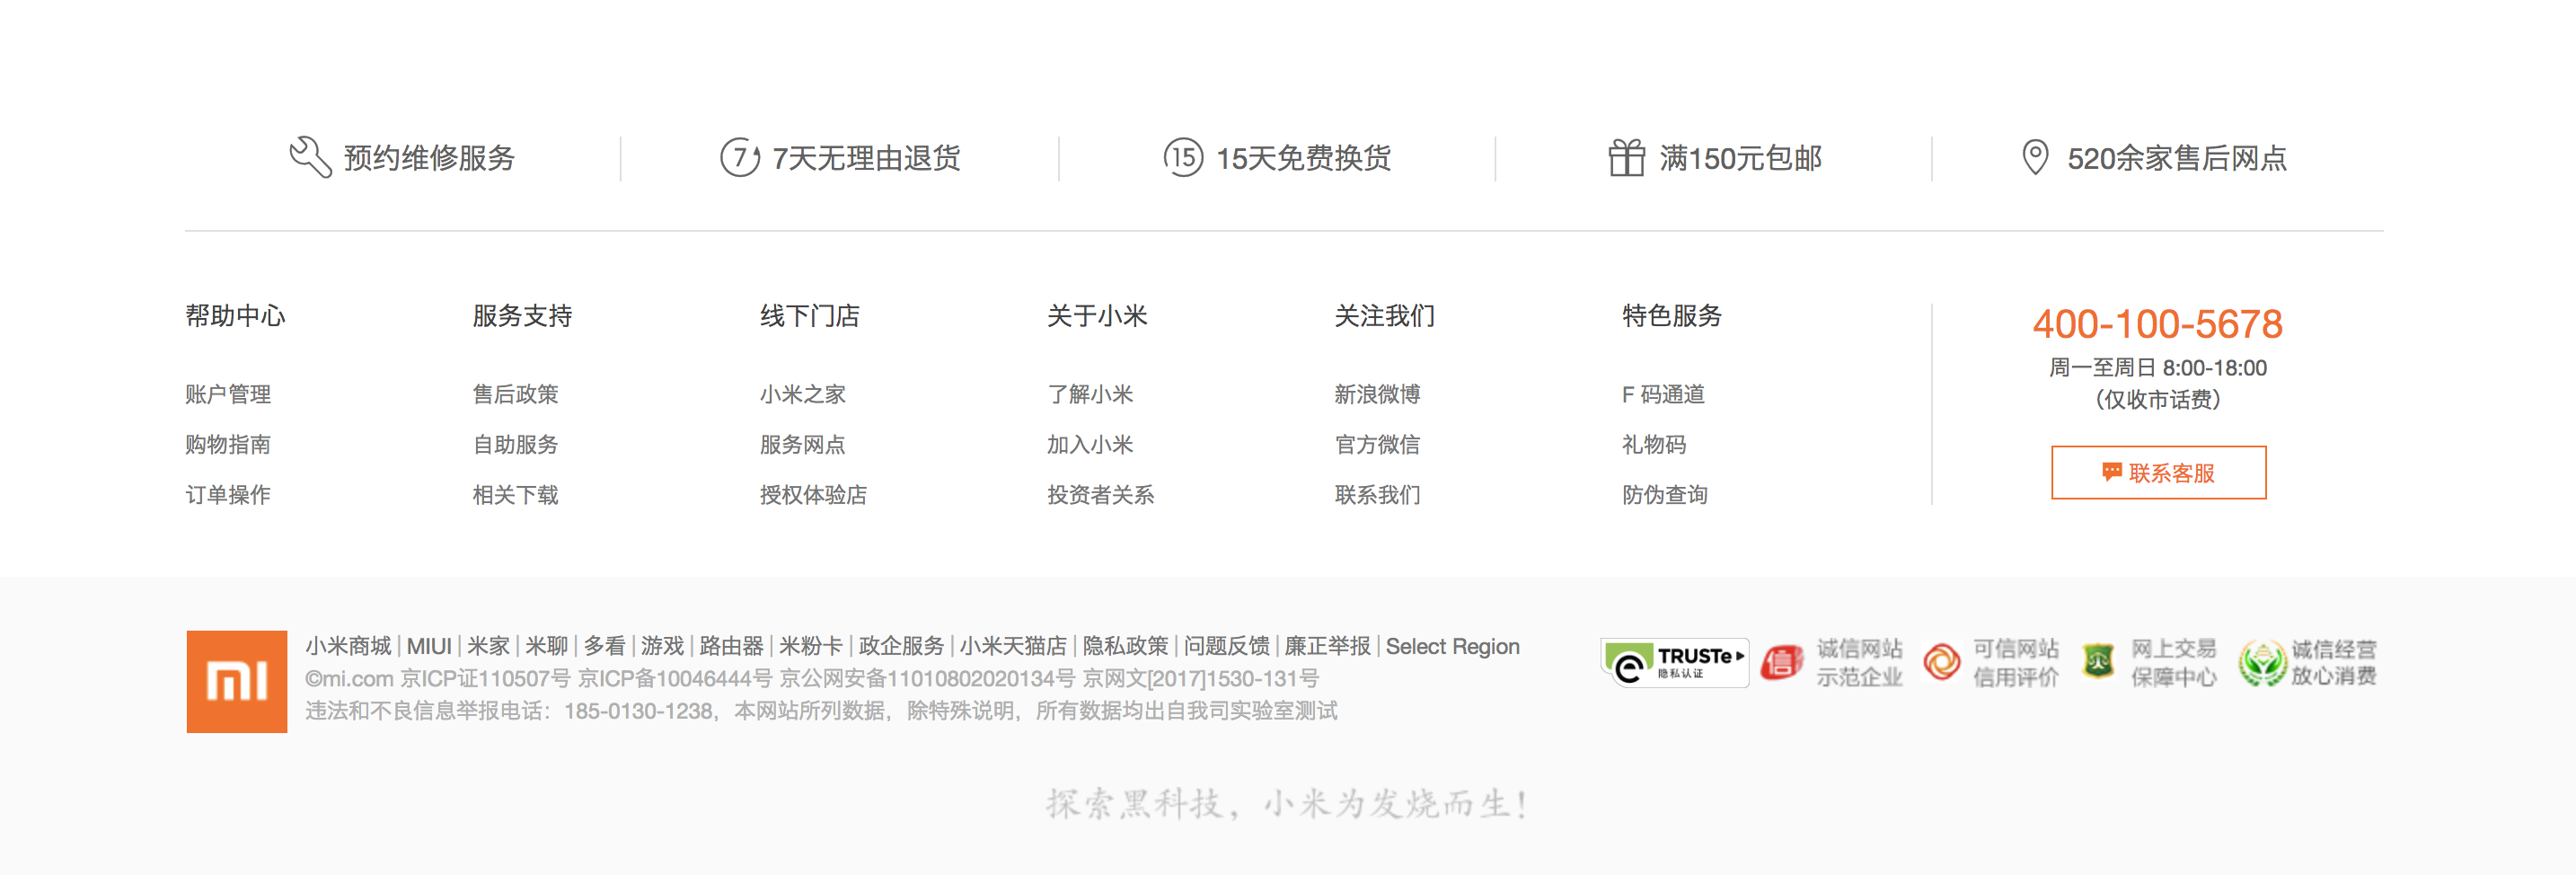 预约维修服务
7 7天无理由退货
15 15天免费换货
满150元包邮
520余家售后网点
帮助中心
账户管理
购物指南
订单操作
服务支持
售后政策
自助服务
相关下载
线下门店
小米之家
服务网点
授权体验店
关于小米
了解小米
加入小米
投资者关系
关注我们
新浪微博
官方微信
联系我们
特色服务
F 码通道
礼物码
防伪查询
400-100-5678
周一至周日 8:00-18:00
（仅收市话费）
联系客服
mi
小米商城|MIUI|米家|米聊|多看|游戏|路由器|米粉卡|政企服务|小米天猫店|隐私政策|问题反馈|廉正举报|Select Region
©mi.com 京ICP证110507号 京ICP备10046444号 京公网安备11010802020134号 京网文[2017]1530-131号
违法和不良信息举报电话：185-0130-1238，本网站所列数据，除特殊说明，所有数据均出自我司实验室测试
e TRUSTe
隐私认证
信 诚信网站
示范企业
可信网站
信用评价
网上交易
保障中心
诚信经营
放心消费
探索黑科技，小米为发烧而生！